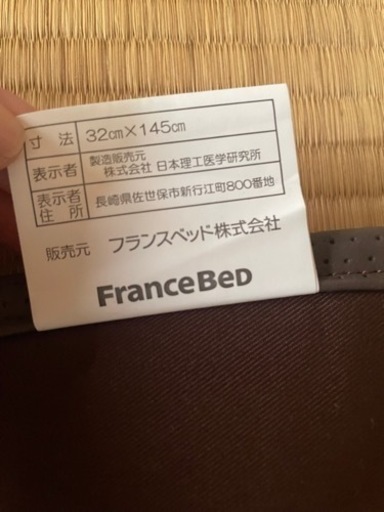 寸 法 32cm×145cm
表示者 製造販売元
株式会社 日本理工医学研究所
表示者住所 長崎県佐世保市新行江町800番地
販売元 フランスベッド株式会社
FRANCEBED